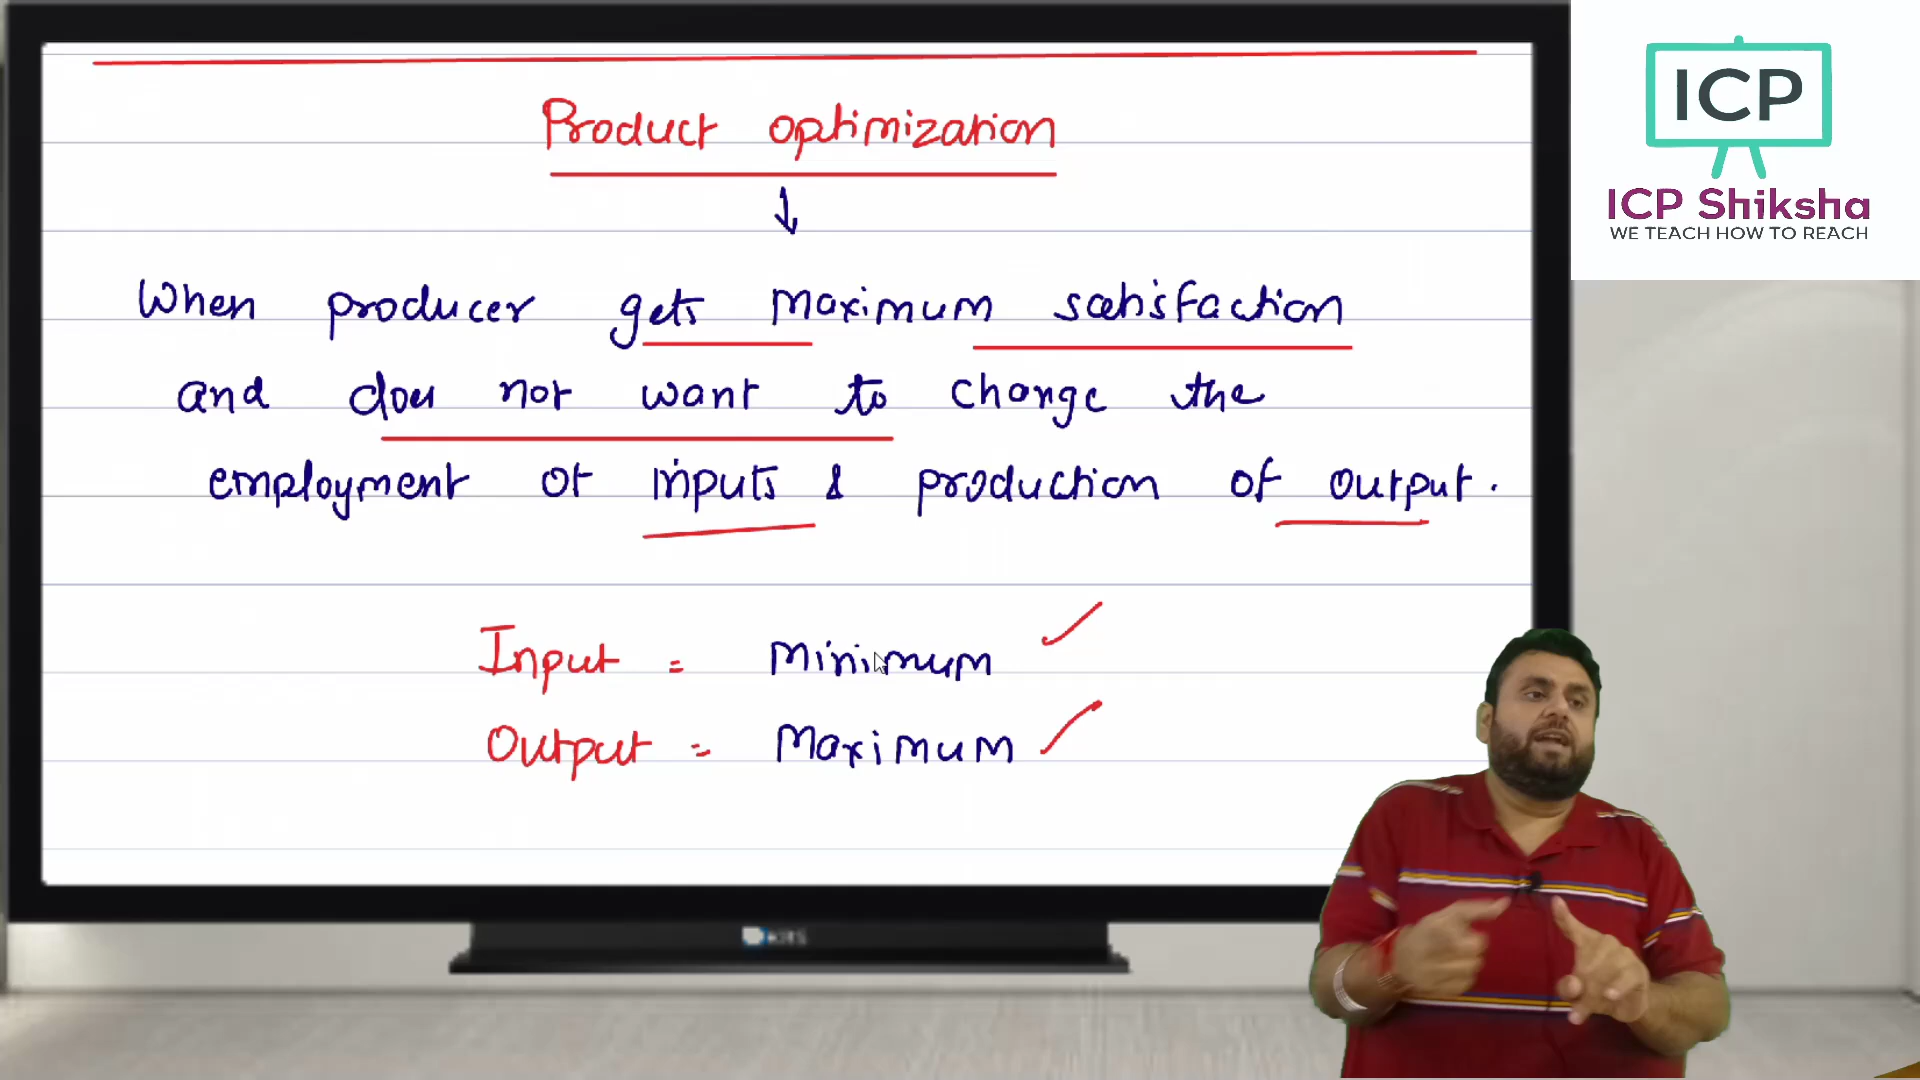 Product optimization
When producer gets maximum satisfaction
and does not want to change the
employment of inputs & production of output.
Input = Minimum
Output = Maximum
ICP
ICP Shiksha
WE TEACH HOW TO REACH